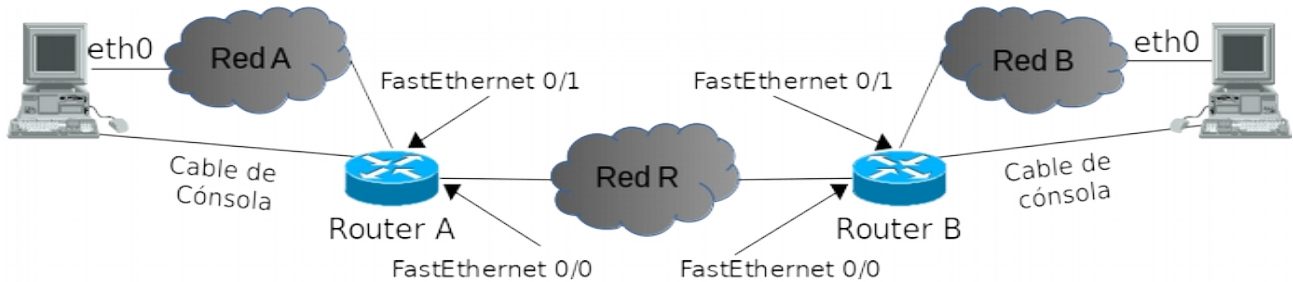 eth0
Red A
FastEthernet 0/1
FastEthernet 0/1
Red B
eth0
Cable de
Cónsola
Red R
Cable de
cónsola
Router A
Router B
FastEthernet 0/0
FastEthernet 0/0